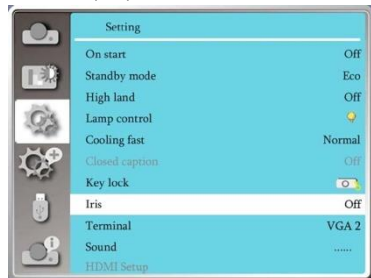 Setting
On start Off
Standby mode Eco
High land Off
Lamp control
Cooling fast Normal
Closed caption Off
Key lock
Iris Off
Terminal VGA 2
Sound ......
HDMI Setup